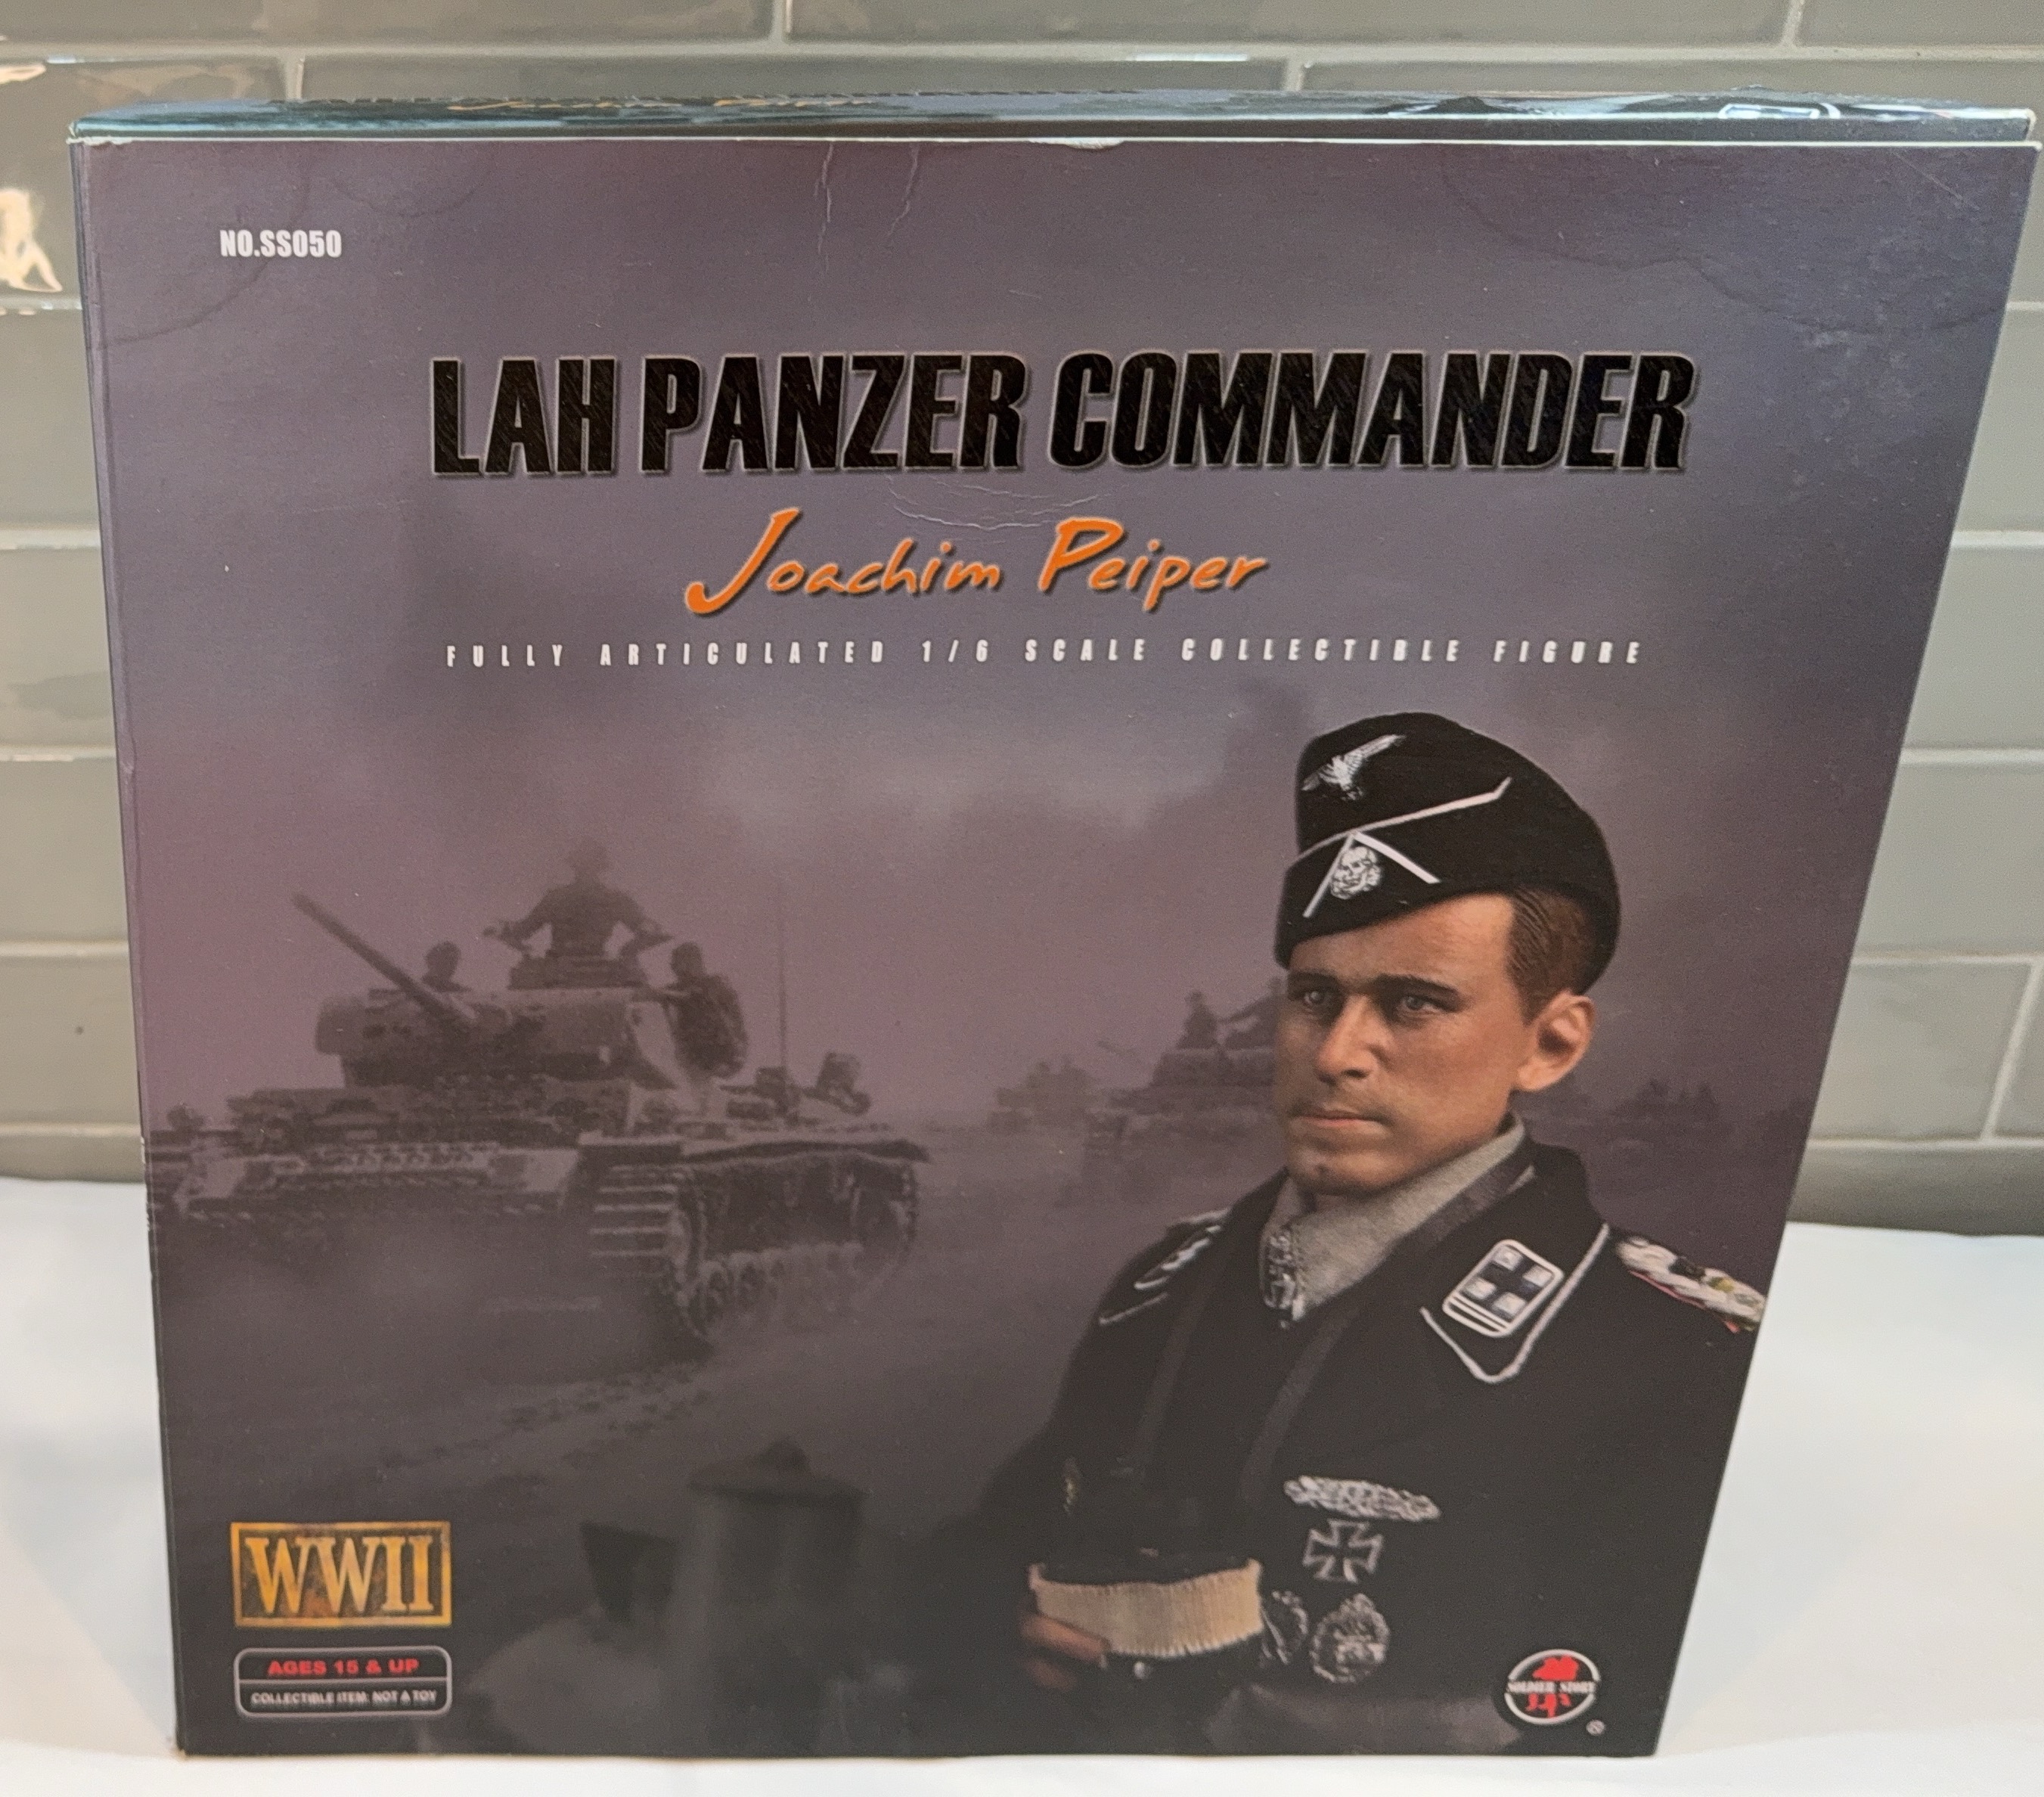 NO.SS050
LAH PANZER COMMANDER
Joachim Peiper
FULLY ARTICULATED 1/6 SCALE COLLECTIBLE FIGURE
WWII
AGES 15 & UP
COLLECTIBLE ITEM: NOT A TOY
SOLDIER STORY
®